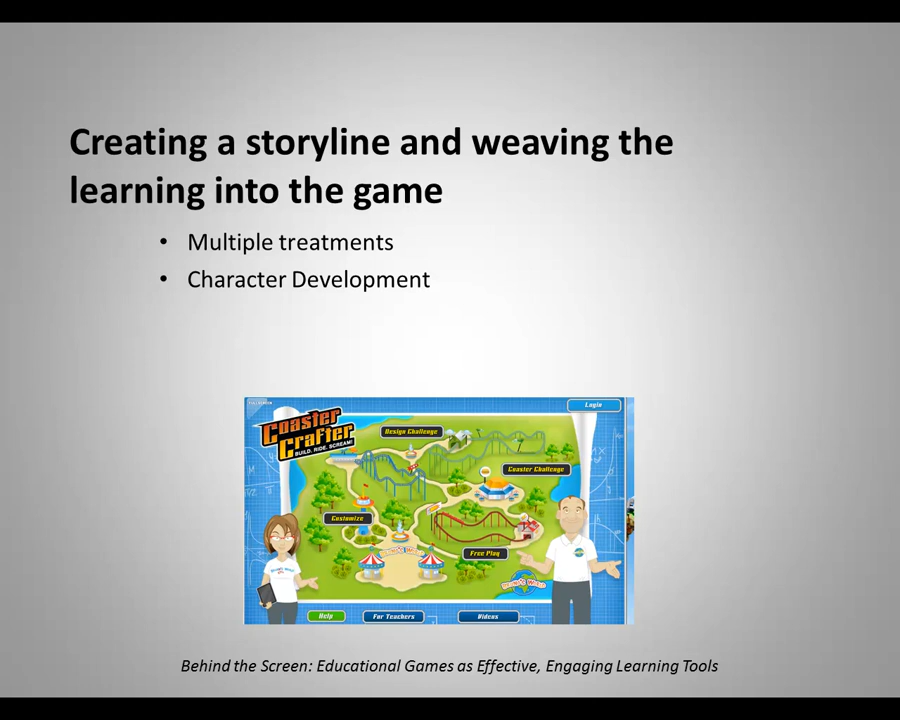 Creating a storyline and weaving the
learning into the game
• Multiple treatments
• Character Development
Login
Coaster
Crafter
BUILD. RIDE. SCREAM!
Design Challenge
Coaster Challenge
Customize
Free Play
Help
For Teachers
Videos
Behind the Screen: Educational Games as Effective, Engaging Learning Tools